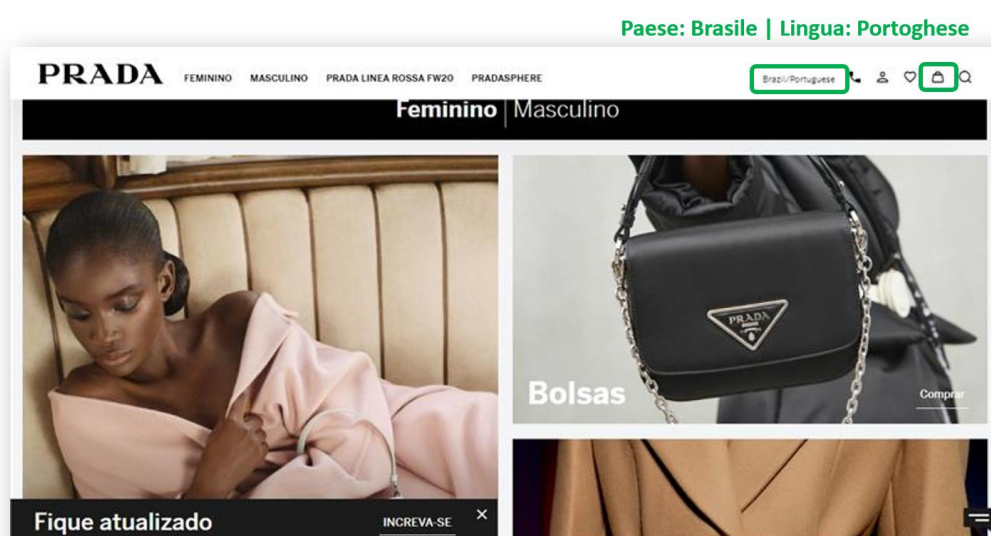 Paese: Brasile | Lingua: Portoghese
PRADA FEMININO MASCULINO PRADA LINEA ROSSA FW20 PRADASPHERE Brazil/Portuguese
Feminino | Masculino
PRADA
Bolsas
Comprar
Fique atualizado INCREVA-SE ×